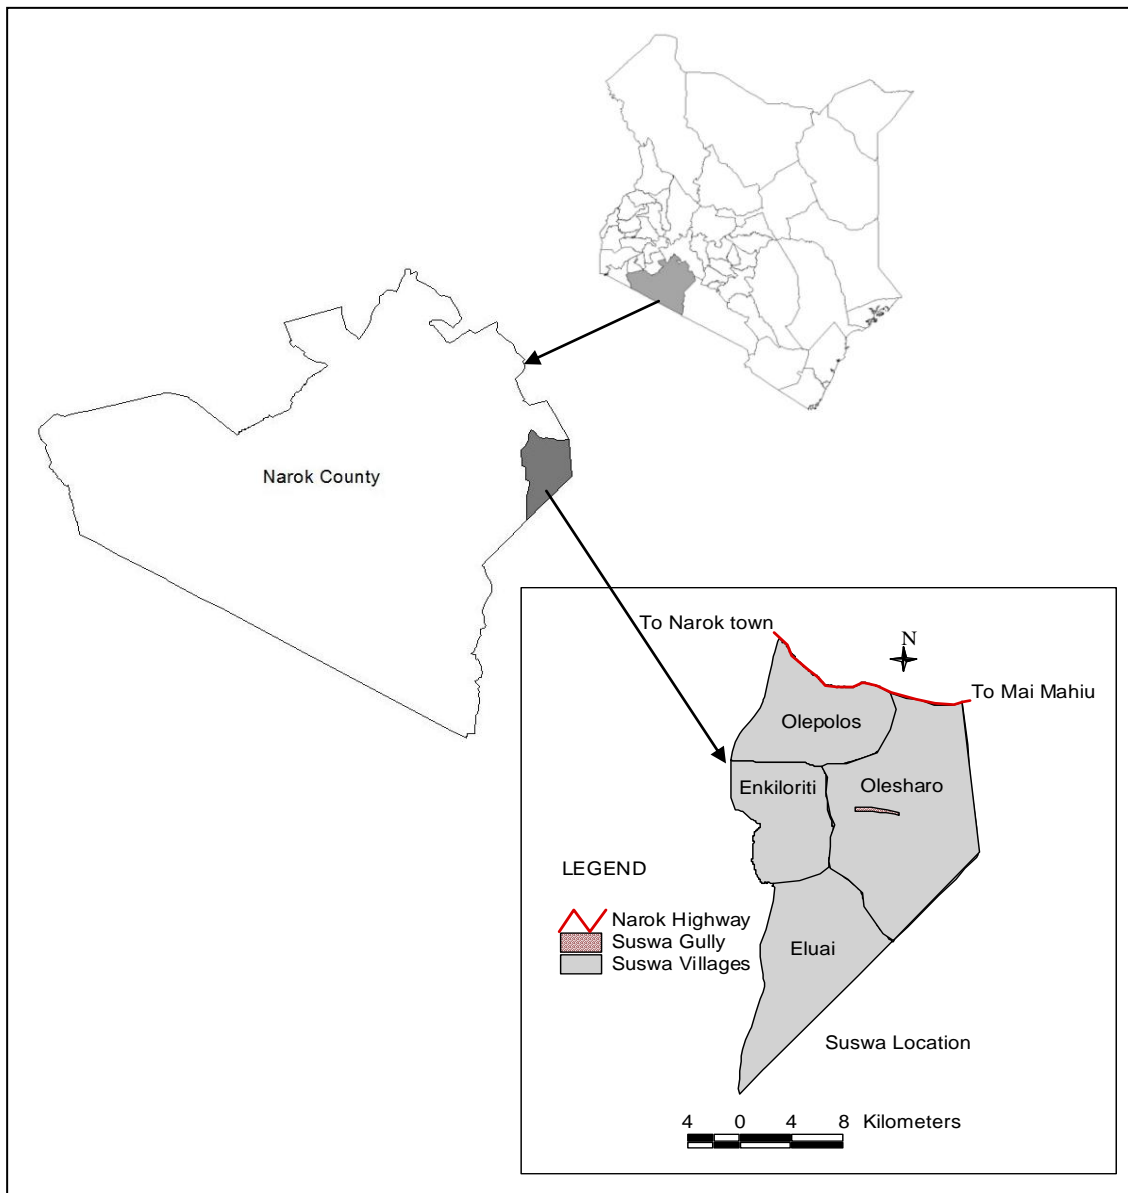 Narok County
To Narok town
N
To Mai Mahiu
Olepolos
Enkiloriti
Olesharo
LEGEND
Narok Highway
Suswa Gully
Suswa Villages
Eluai
Suswa Location
4 0 4 8 Kilometers